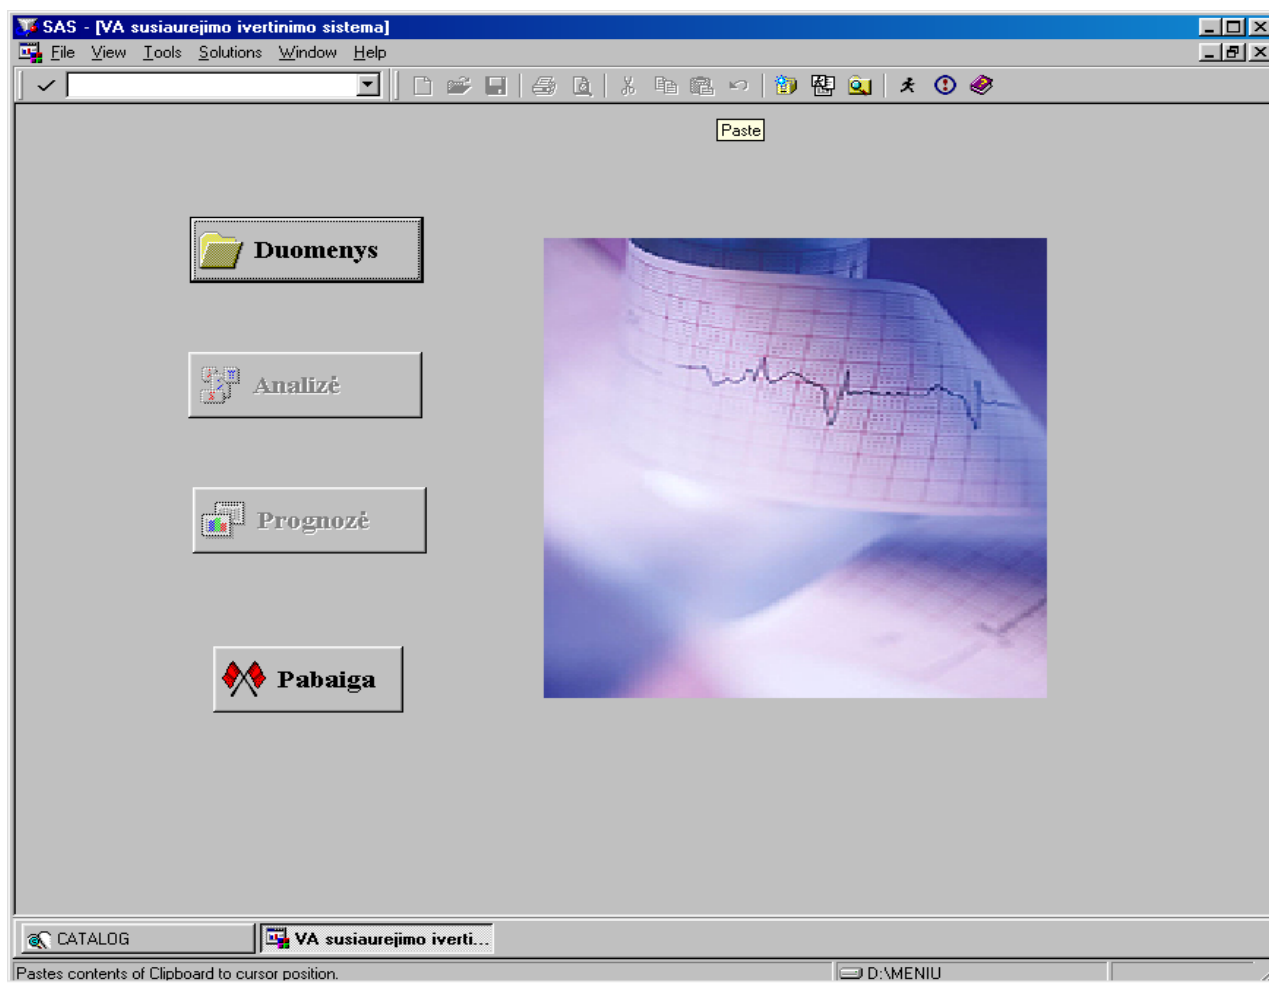 SAS - [VA susiaurejimo ivertinimo sistema]
File View Tools Solutions Window Help
Paste
Duomenys
Analizė
Prognozė
Pabaiga
CATALOG
VA susiaurejimo iverti...
Pastes contents of Clipboard to cursor position.
D:\MENIU